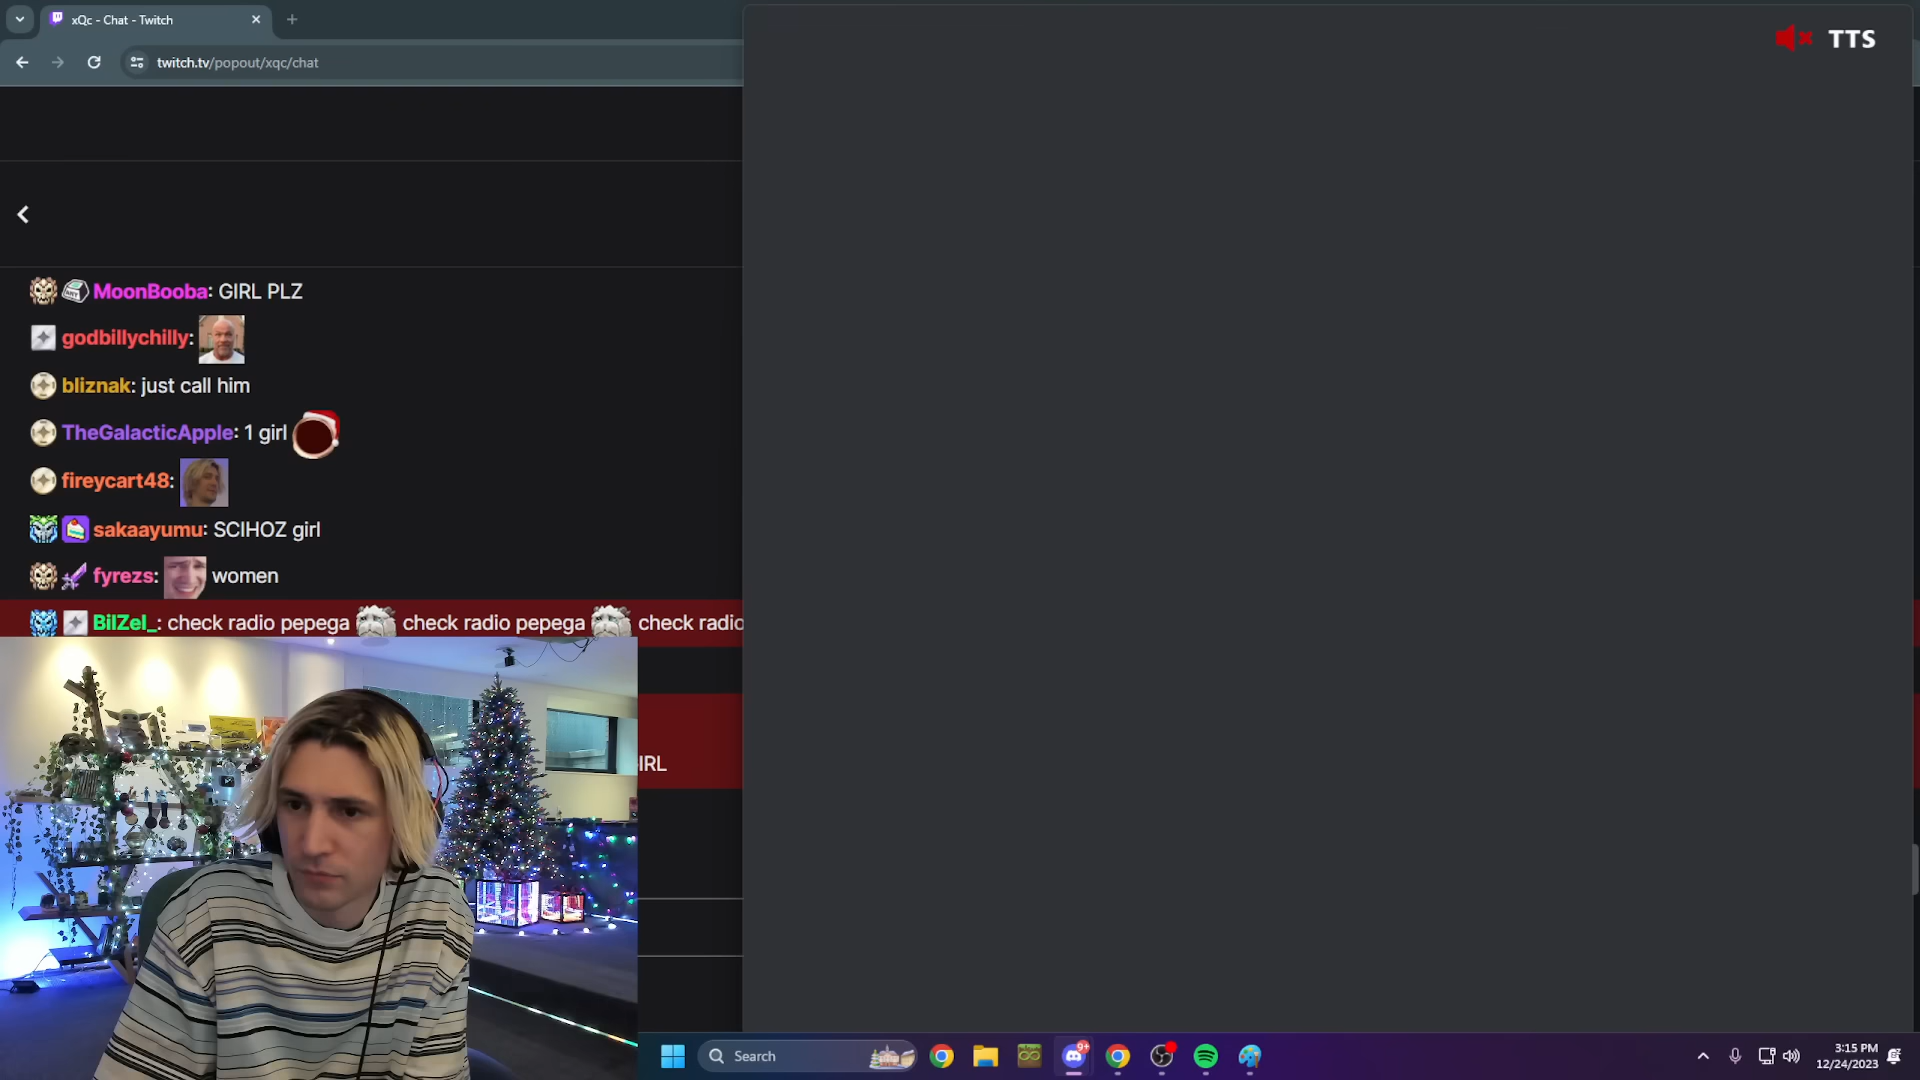 xQc - Chat - Twitch
TTS
twitch.tv/popout/xqc/chat
MoonBooba: GIRL PLZ
godbillychilly:
bliznak: just call him
TheGalacticApple: 1 girl
fireycart48:
sakaayumu: SCIHOZ girl
fyrezs: women
BilZel_: check radio pepega check radio pepega check radio
IRL
Search
9+
3:15 PM
12/24/2023